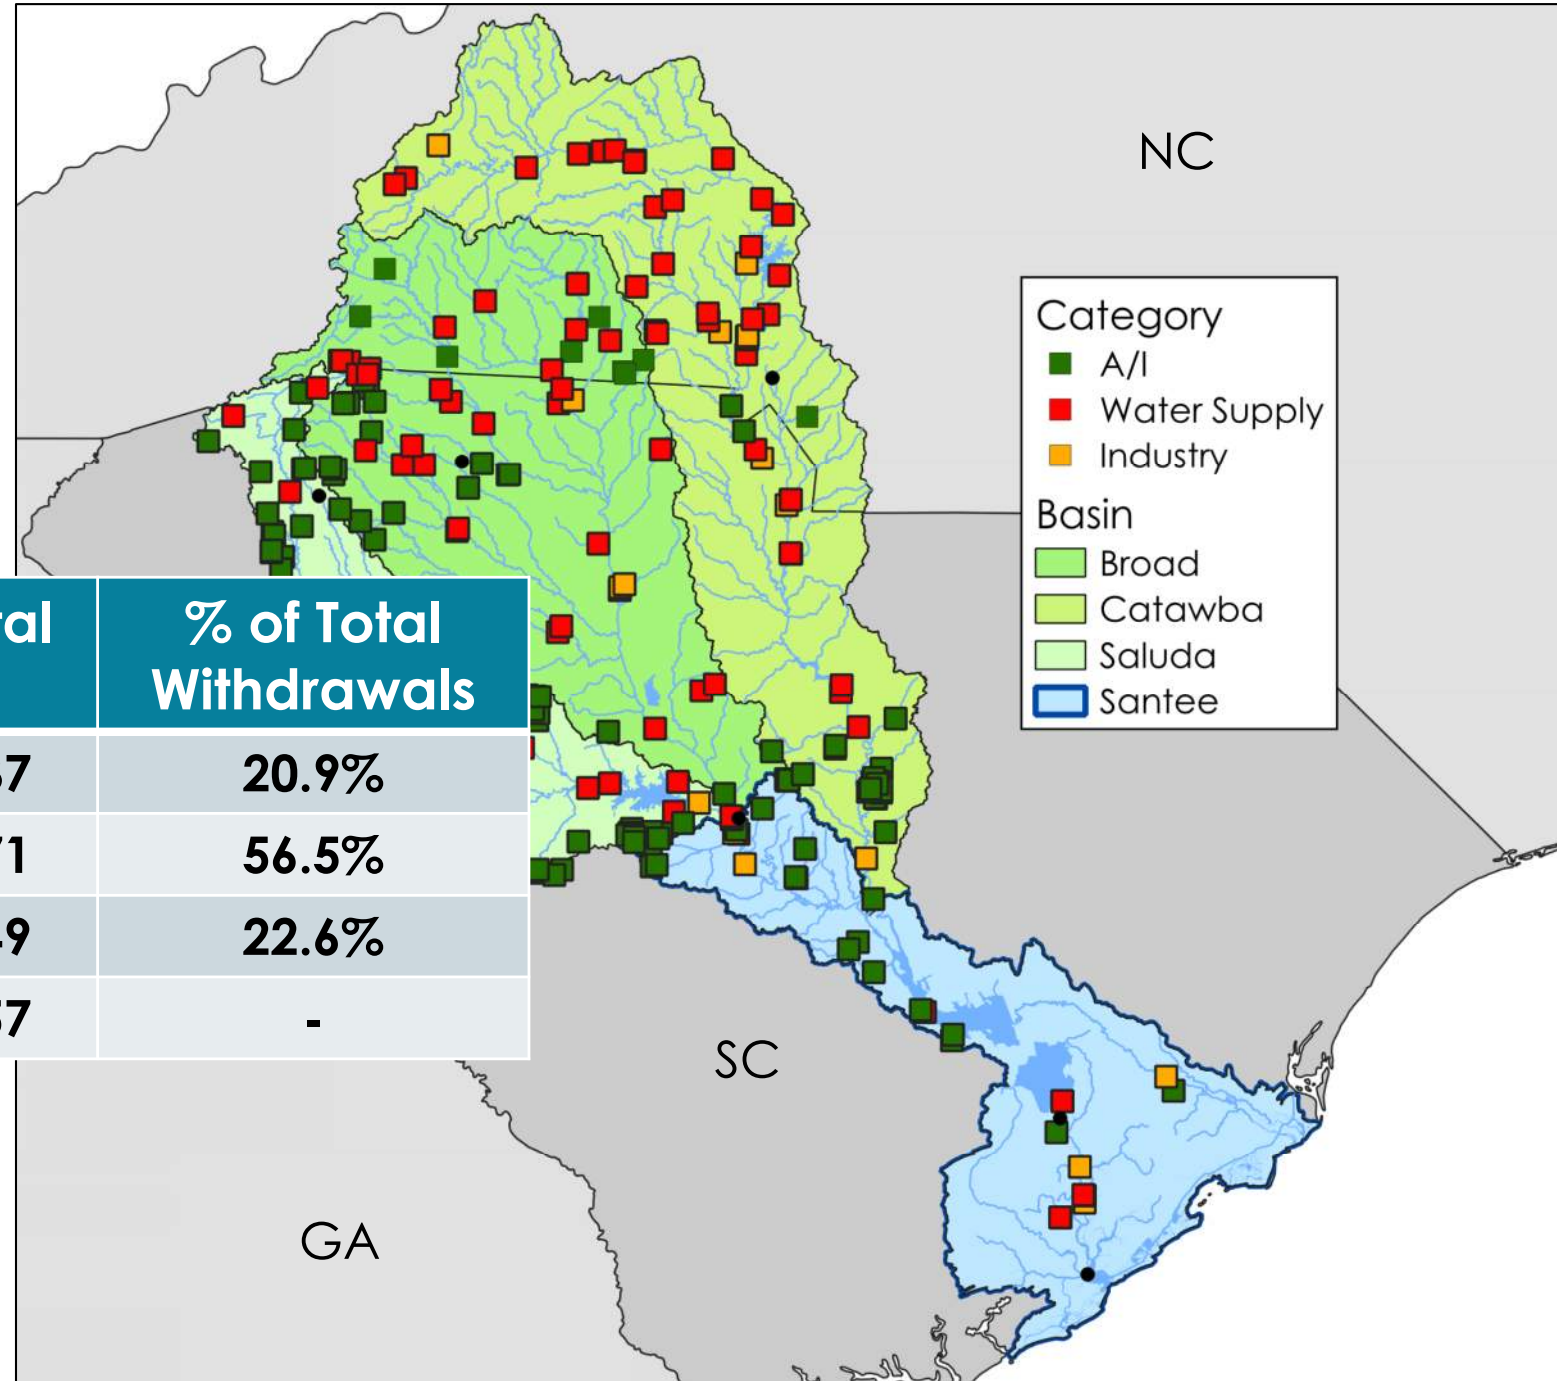 NC
Category
A/I
Water Supply
Industry
Basin
Broad
Catawba
Saluda
Santee
% of Total
Withdrawals
20.9%
56.5%
22.6%
-
SC
GA